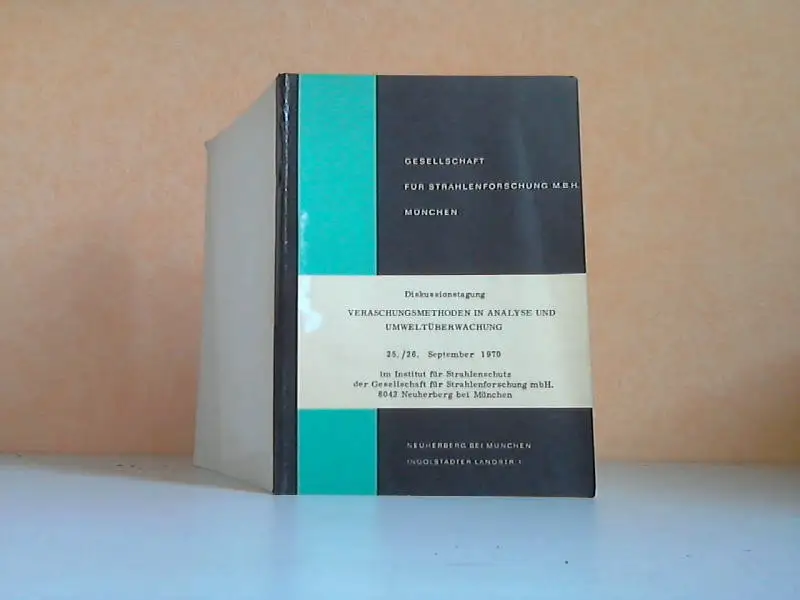 GESELLSCHAFT
FÜR STRAHLENFORSCHUNG M.B.H.
MÜNCHEN
Diskussionstagung
VERASCHUNGSMETHODEN IN ANALYSE UND
UMWELTÜBERWACHUNG
25./26. September 1970
im Institut für Strahlenschutz
der Gesellschaft für Strahlenforschung mbH.
8042 Neuherberg bei München
NEUHERBERG BEI MÜNCHEN
INGOLSTÄDTER LANDSTR. 1